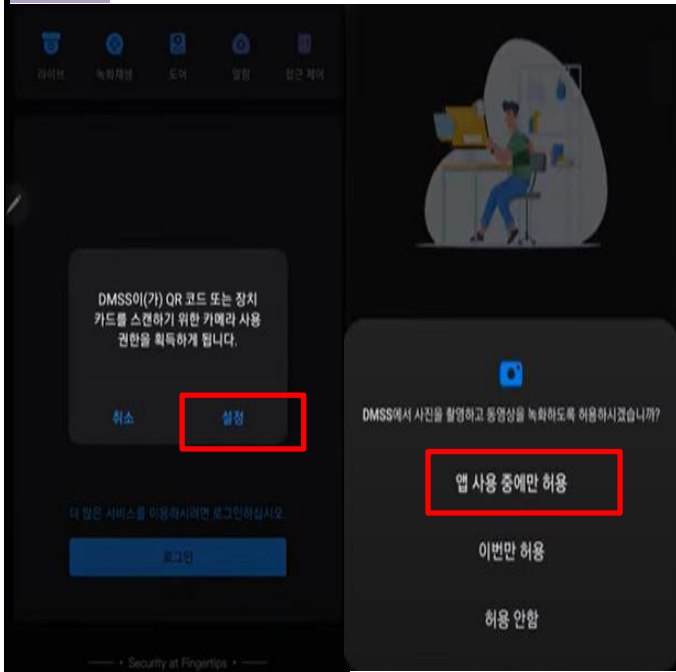 라이브 녹화재생 도어 알람 접근 제어
DMSS이(가) QR 코드 또는 장치
카드를 스캔하기 위한 카메라 사용
권한을 획득하게 됩니다.
취소 설정
더 많은 서비스를 이용하시려면 로그인하십시오.
로그인
Security at Fingertips
DMSS에서 사진을 촬영하고 동영상을 녹화하도록 허용하시겠습니까?
앱 사용 중에만 허용
이번만 허용
허용 안함